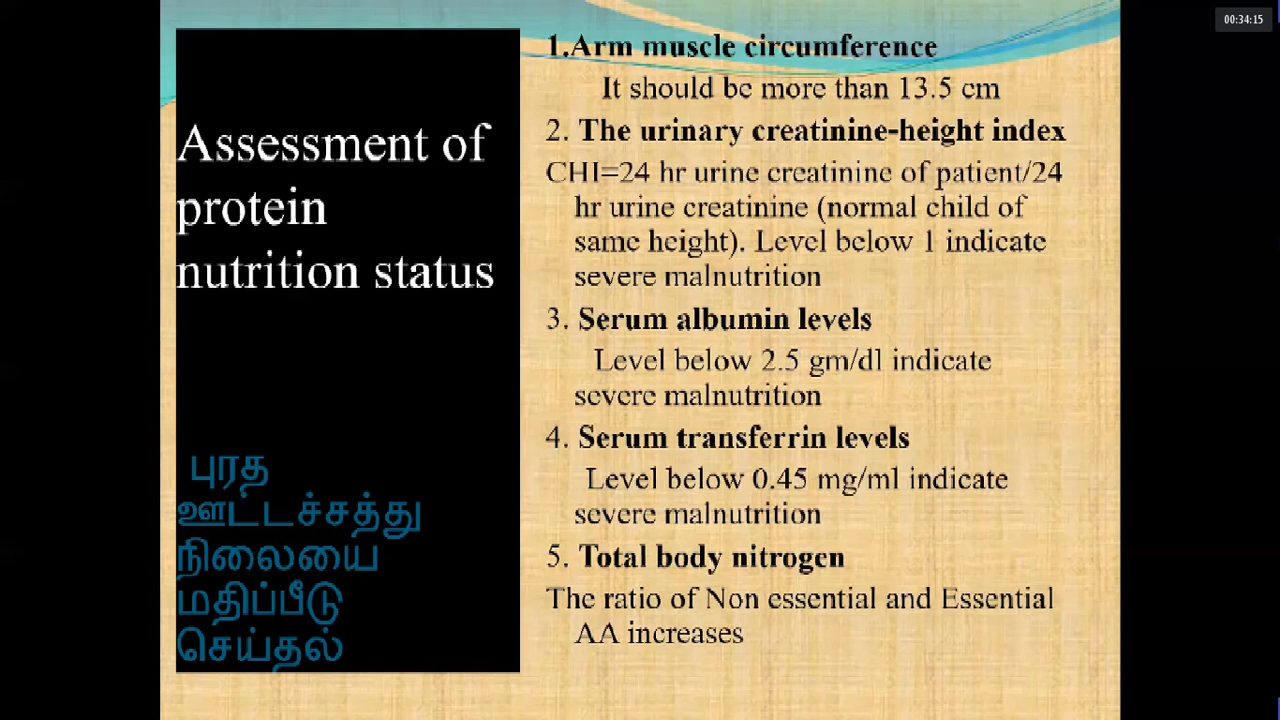 00:34:15
Assessment of
protein
nutrition status
புரத
ஊட்டச்சத்து
நிலையை
மதிப்பீடு
செய்தல்
1.Arm muscle circumference
It should be more than 13.5 cm
2. The urinary creatinine-height index
CHI=24 hr urine creatinine of patient/24
hr urine creatinine (normal child of
same height). Level below 1 indicate
severe malnutrition
3. Serum albumin levels
Level below 2.5 gm/dl indicate
severe malnutrition
4. Serum transferrin levels
Level below 0.45 mg/ml indicate
severe malnutrition
5. Total body nitrogen
The ratio of Non essential and Essential
AA increases